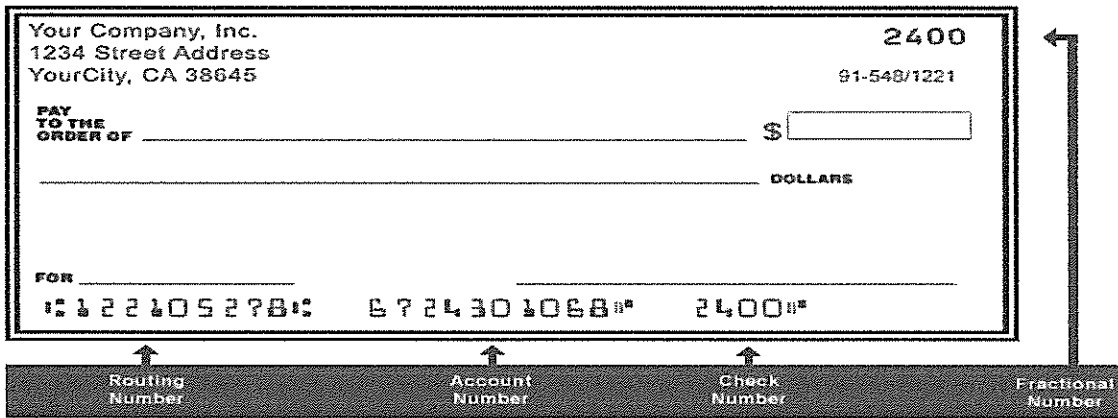 Your Company, Inc.
2400
1234 Street Address
YourCity, CA 38645
91-548/1221
PAY
TO THE
ORDER OF
$
DOLLARS
FOR
⑆122105278⑆ 6724301068⑈ 2400⑈
Routing
Number
Account
Number
Check
Number
Fractional
Number